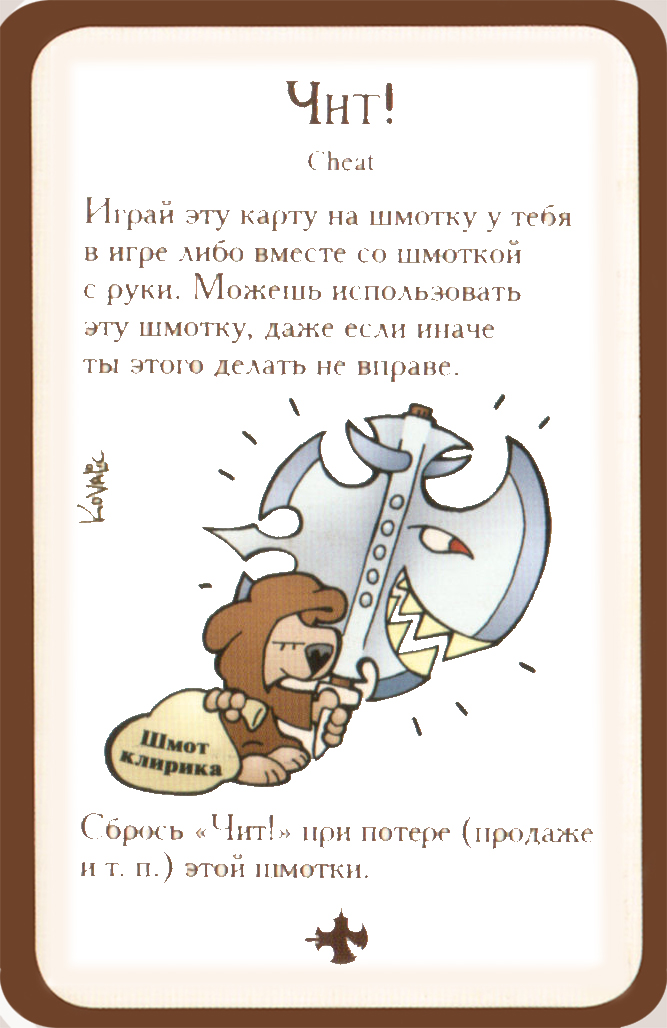 Чит!
Cheat
Играй эту карту на шмотку у тебя
в игре либо вместе со шмоткой
с руки. Можешь использовать
эту шмотку, даже если иначе
ты этого делать не вправе.
Kovalic
Шмот
клирика
Сбрось «Чит!» при потере (продаже
и т. п.) этой шмотки.